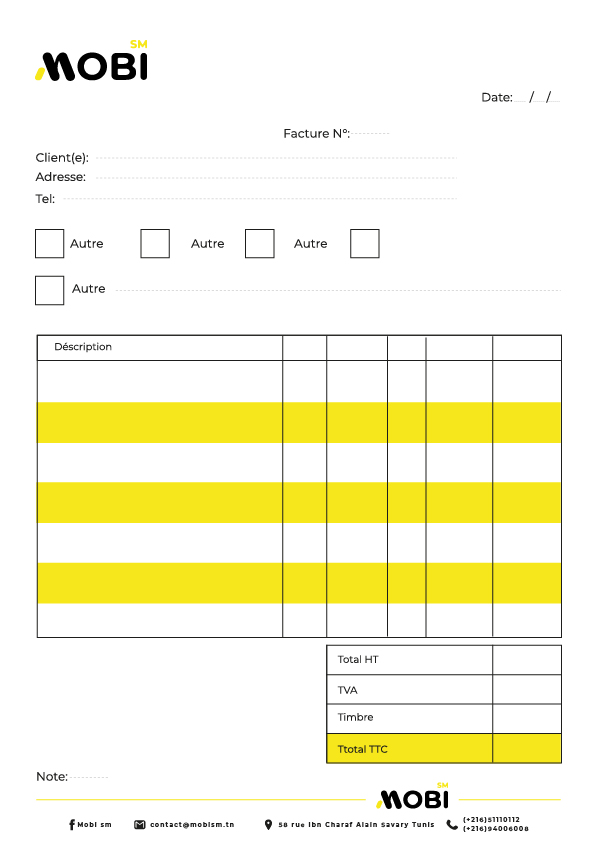 SM
MOBI
Date: / /
Facture N°:
Client(e):
Adresse:
Tel:
Autre Autre Autre
Autre
Déscription
Total HT
TVA
Timbre
Ttotal TTC
Note:
SM
MOBI
Mobi sm contact@mobism.tn 58 rue Ibn Charaf Alain Savary Tunis (+216)51110112
(+216)94006008